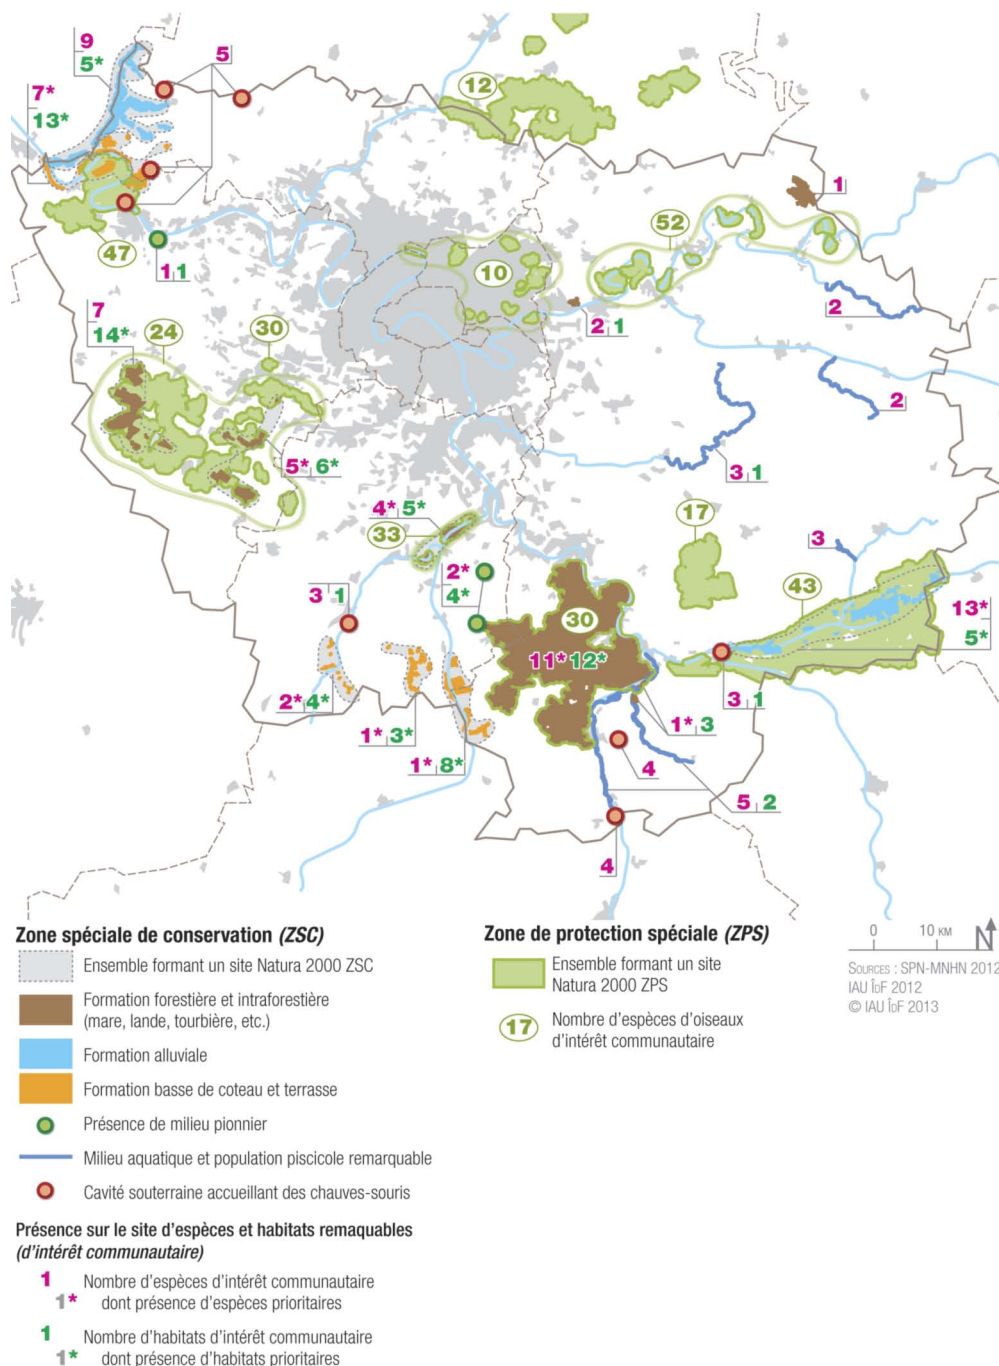 9
5*
5
7*
13*
12
1
52
47
10
1 1
2
7
14*
24
30
2 1
2
5* 6*
3 1
4* 5*
17
33
2*
3
4*
43
3 1
30
13*
11* 12*
5*
2* 4*
3 1
1* 3*
1* 3
1* 8*
4
5 2
4
Zone spéciale de conservation (ZSC)
Ensemble formant un site Natura 2000 ZSC
Formation forestière et intraforestière
(mare, lande, tourbière, etc.)
Formation alluviale
Formation basse de coteau et terrasse
Présence de milieu pionnier
Milieu aquatique et population piscicole remarquable
Cavité souterraine accueillant des chauves-souris
Présence sur le site d'espèces et habitats remaquables
(d'intérêt communautaire)
1 Nombre d'espèces d'intérêt communautaire
1* dont présence d'espèces prioritaires
1 Nombre d'habitats d'intérêt communautaire
1* dont présence d'habitats prioritaires
Zone de protection spéciale (ZPS)
Ensemble formant un site
Natura 2000 ZPS
17 Nombre d'espèces d'oiseaux
d'intérêt communautaire
0 10 KM N
SOURCES : SPN-MNHN 2012
IAU ÎDF 2012
© IAU ÎDF 2013